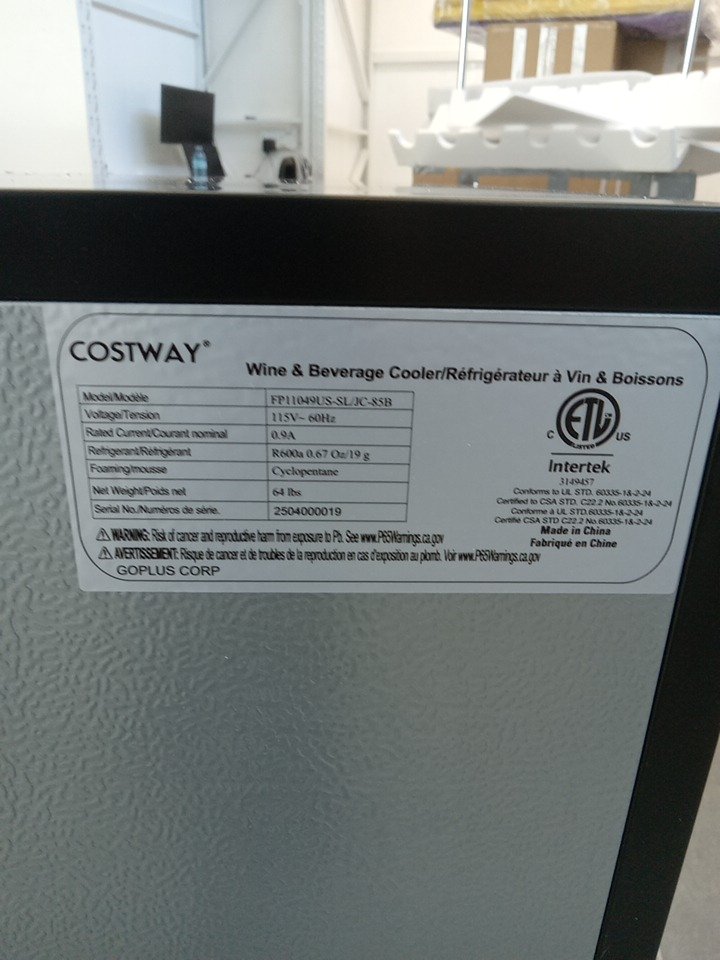 COSTWAY®
Wine & Beverage Cooler/Réfrigérateur à Vin & Boissons
Model/Modèle FP11049US-SL/JC-85B
Voltage/Tension 115V~ 60Hz
Rated Current/Courant nominal 0.9A
Refrigerant/Réfrigérant R600a 0.67 Oz/19 g
Foaming/mousse Cyclopentane
Net Weight/Poids net 64 lbs
Serial No./Numéros de série. 2504000019
ETL
CM
LISTED
C US
Intertek
3149457
Conforms to UL STD. 60335-1&-2-24
Certified to CSA STD. C22.2 No.60335-1&-2-24
Conforme à UL STD. 60335-1&-2-24
Certifié CSA STD C22.2 No.60335-1&-2-24
Made in China
Fabriqué en Chine
WARNING: Risk of cancer and reproductive harm from exposure to Pb. See www.P65Warnings.ca.gov
AVERTISSEMENT: Risque de cancer et de troubles de la reproduction en cas d'exposition au plomb. Voir www.P65Warnings.ca.gov
GOPLUS CORP